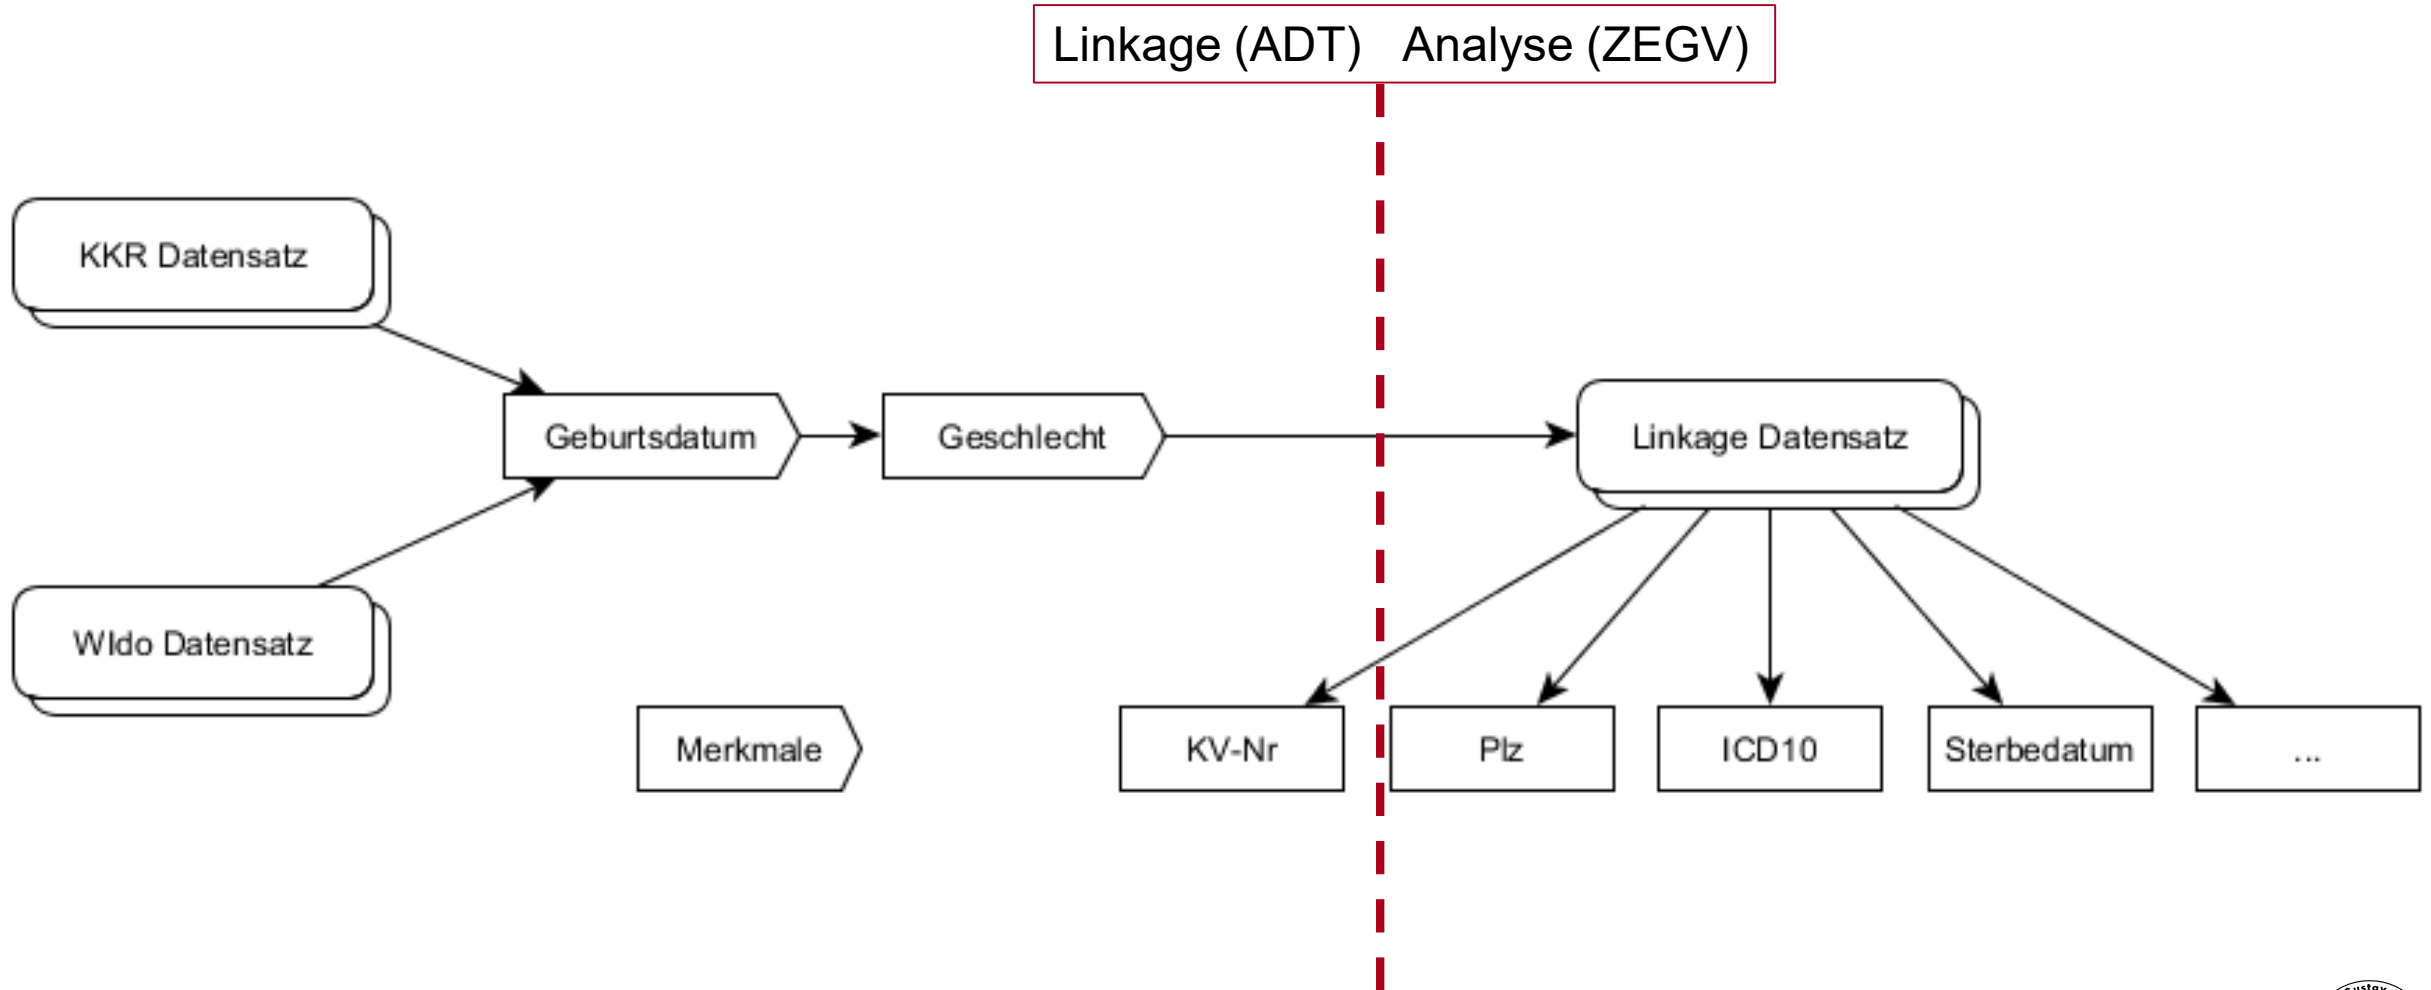 Linkage (ADT) Analyse (ZEGV)
KKR Datensatz
Geburtsdatum
Geschlecht
Linkage Datensatz
WIdo Datensatz
Merkmale
KV-Nr
Plz
ICD10
Sterbedatum
...